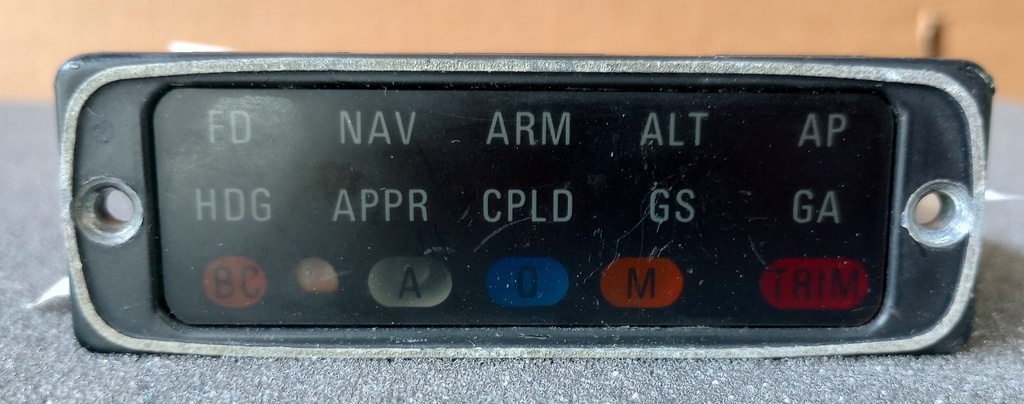 FD NAV ARM ALT AP
HDG APPR CPLD GS GA
BC A O M TRIM